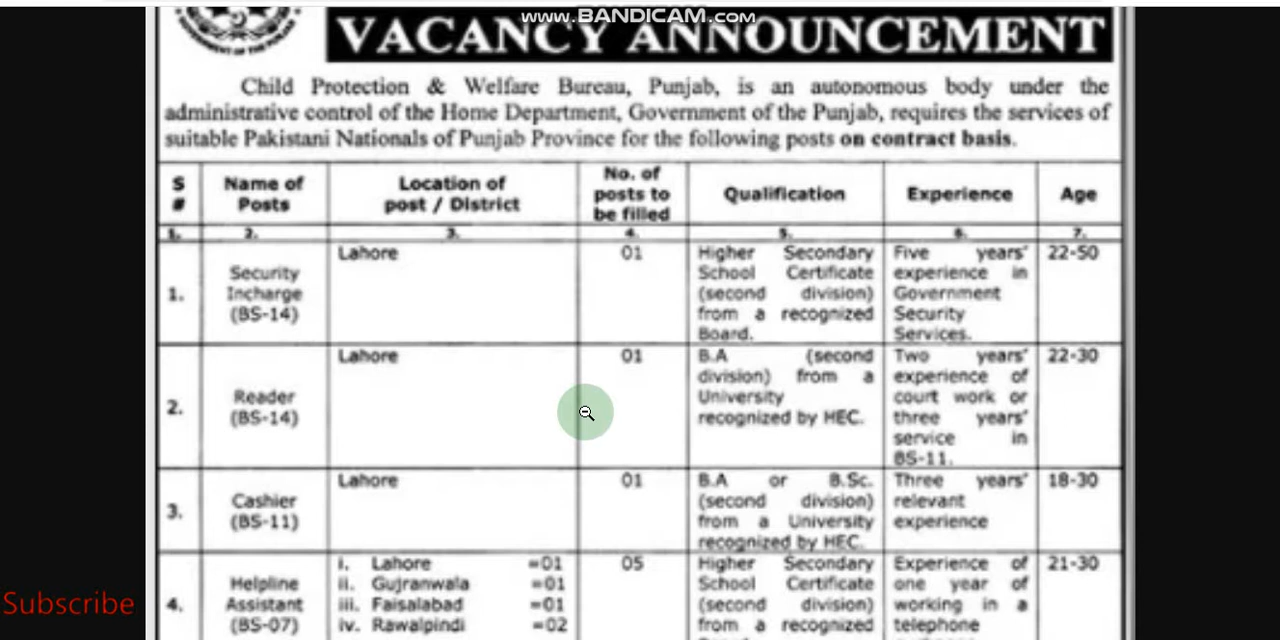 www.BANDICAM.com
GOVERNMENT OF THE PUNJAB
VACANCY ANNOUNCEMENT
Child Protection & Welfare Bureau, Punjab, is an autonomous body under the
administrative control of the Home Department, Government of the Punjab, requires the services of
suitable Pakistani Nationals of Punjab Province for the following posts on contract basis.
S
#
Name of
Posts
Location of
post / District
No. of
posts to
be filled
Qualification
Experience
Age
1.
2.
3.
4.
5.
6.
7.
1.
Security
Incharge
(BS-14)
Lahore
01
Higher Secondary
School Certificate
(second division)
from a recognized
Board.
Five years'
experience in
Government
Security
Services.
22-50
2.
Reader
(BS-14)
Lahore
01
B.A (second
division) from a
University
recognized by HEC.
Two years'
experience of
court work or
three years'
service in
BS-11.
22-30
3.
Cashier
(BS-11)
Lahore
01
B.A or B.Sc.
(second division)
from a University
recognized by HEC.
Three years'
relevant
experience
18-30
4.
Helpline
Assistant
(BS-07)
i. Lahore =01
ii. Gujranwala =01
iii. Faisalabad =01
iv. Rawalpindi =02
05
Higher Secondary
School Certificate
(second division)
from a recognized
Experience of
one year of
working in a
telephone
21-30
Subscribe